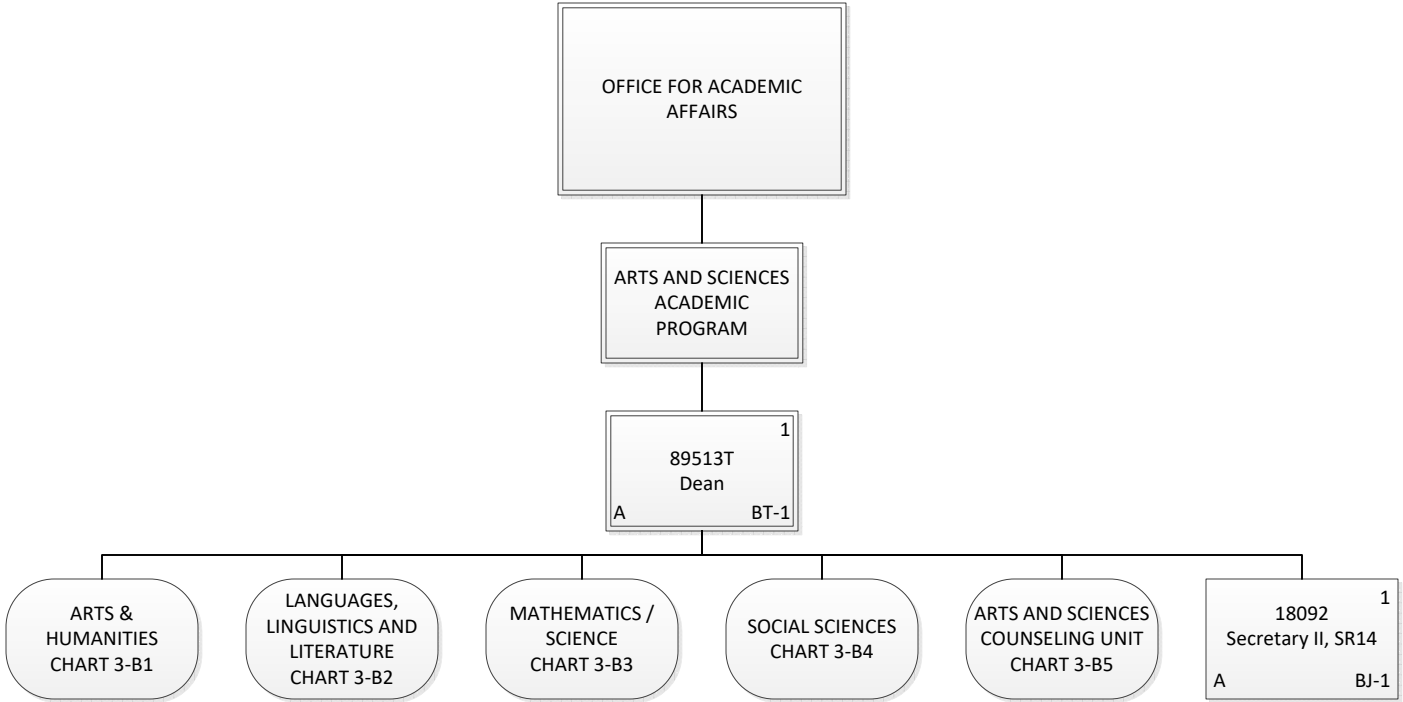 OFFICE FOR ACADEMIC
AFFAIRS
ARTS AND SCIENCES
ACADEMIC
PROGRAM
1
89513T
Dean
A BT-1
ARTS &
HUMANITIES
CHART 3-B1
LANGUAGES,
LINGUISTICS AND
LITERATURE
CHART 3-B2
MATHEMATICS /
SCIENCE
CHART 3-B3
SOCIAL SCIENCES
CHART 3-B4
ARTS AND SCIENCES
COUNSELING UNIT
CHART 3-B5
1
18092
Secretary II, SR14
A BJ-1